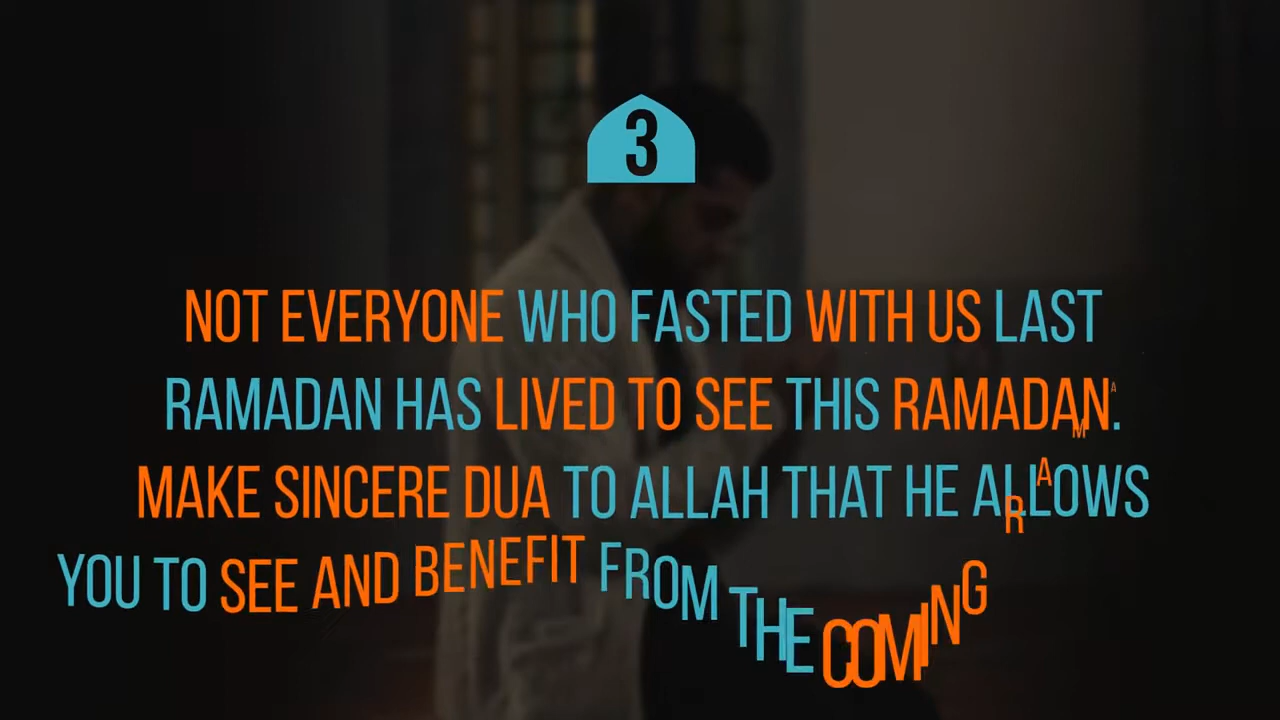 3
NOT EVERYONE WHO FASTED WITH US LAST
RAMADAN HAS LIVED TO SEE THIS RAMADAN.
MAKE SINCERE DUA TO ALLAH THAT HE ALLOWS
YOU TO SEE AND BENEFIT FROM THE COMING RAMA